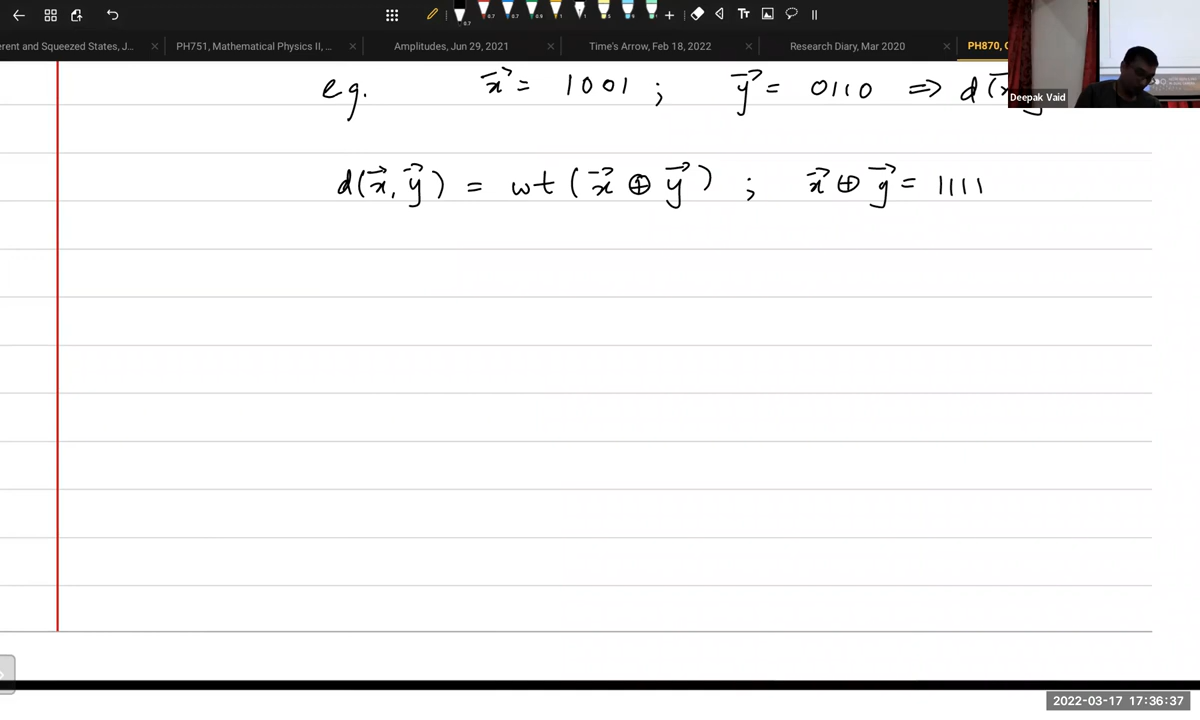 erent and Squeezed States, J... × PH751, Mathematical Physics II, ... × Amplitudes, Jun 29, 2021 × Time's Arrow, Feb 18, 2022 × Research Diary, Mar 2020 × PH870,
eg. x⃗ = 1001 ; y⃗ = 0110 ⇒ d(x⃗
Deepak Vaid
d(x⃗, y⃗) = wt(x⃗ ⊕ y⃗) ; x⃗ ⊕ y⃗ = 1111
2022-03-17 17:36:37